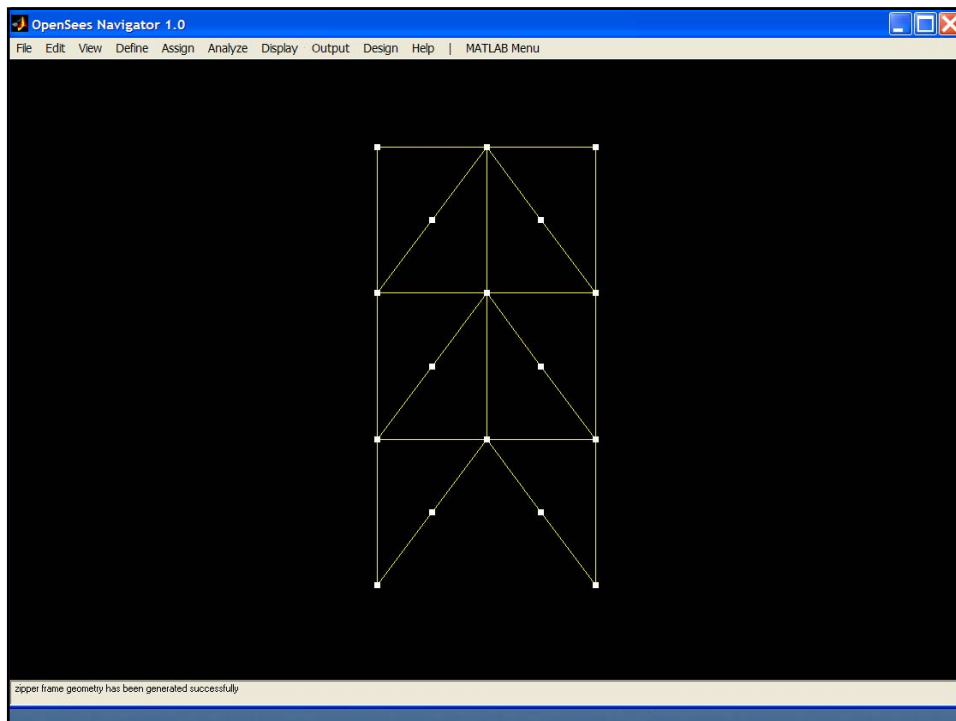 OpenSees Navigator 1.0
File Edit View Define Assign Analyze Display Output Design Help | MATLAB Menu
zipper frame geometry has been generated successfully